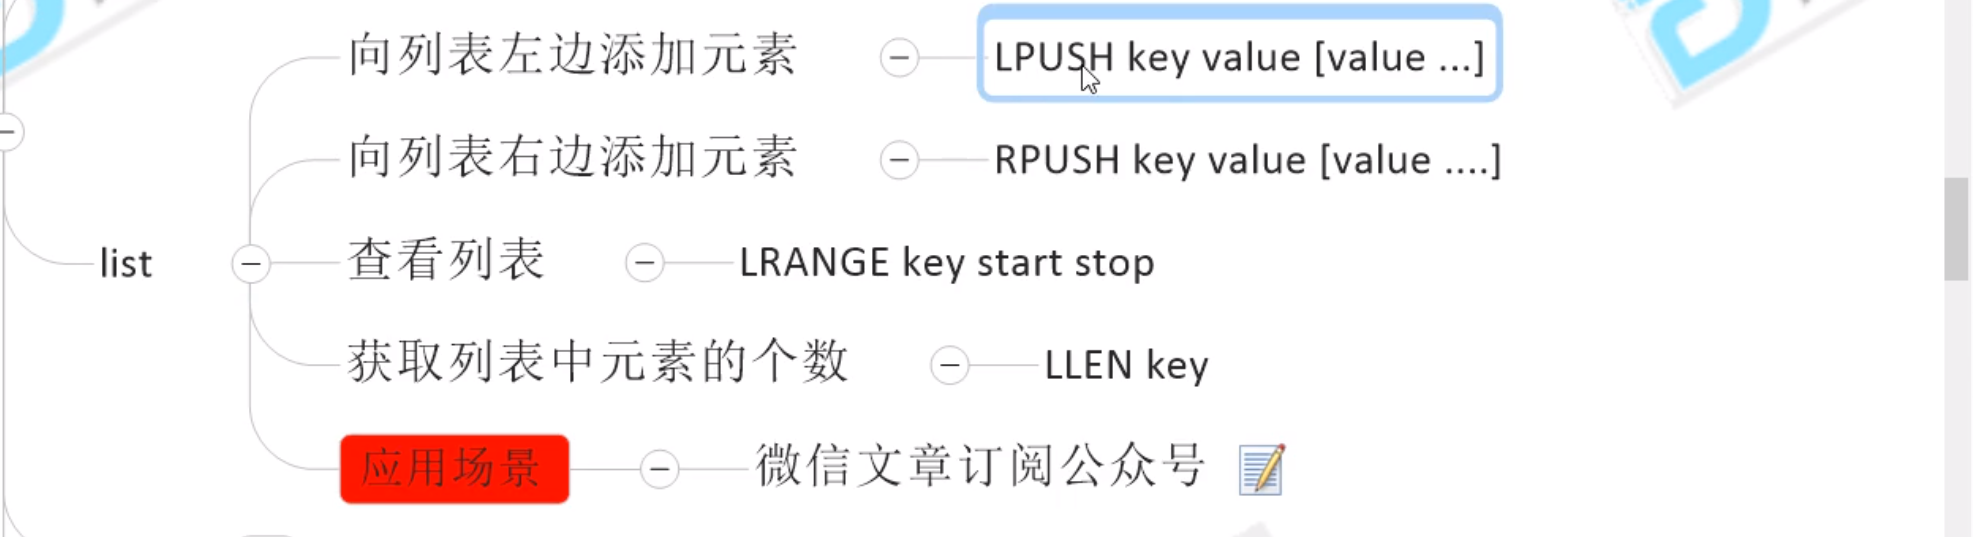 向列表左边添加元素 LPUSH key value [value ...]
向列表右边添加元素 RPUSH key value [value ....]
list 查看列表 LRANGE key start stop
获取列表中元素的个数 LLEN key
应用场景 微信文章订阅公众号